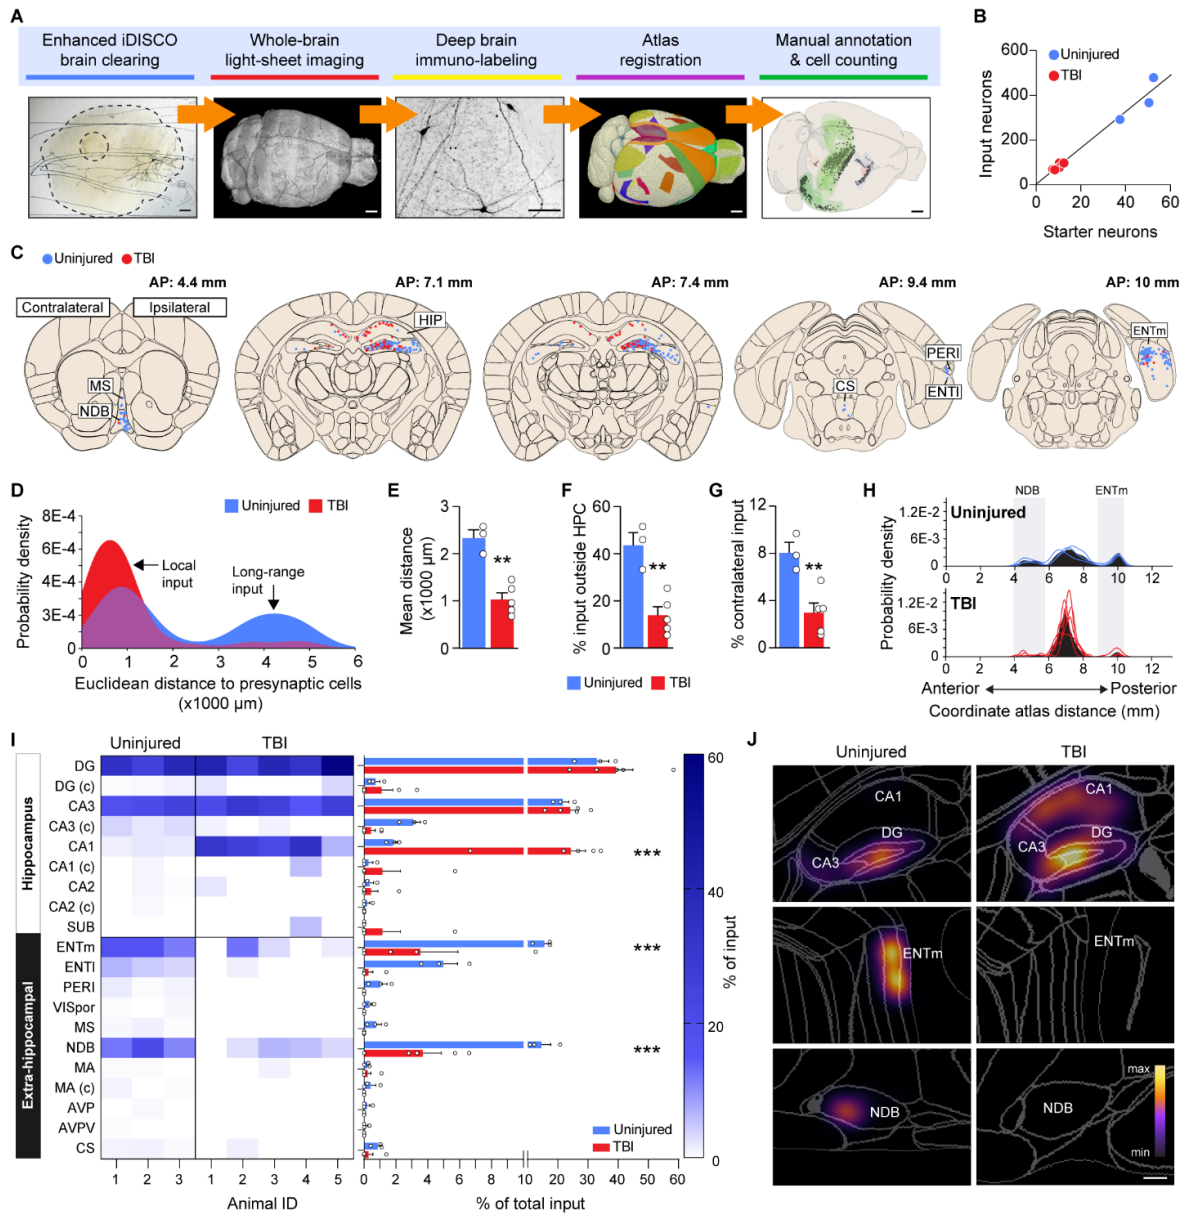 A
Enhanced iDISCO
brain clearing
Whole-brain
light-sheet imaging
Deep brain
immuno-labeling
Atlas
registration
Manual annotation
& cell counting
B
600
400
200
0
Input neurons
Uninjured
TBI
0 20 40 60
Starter neurons
C
Uninjured TBI
AP: 4.4 mm
Contralateral Ipsilateral
MS
NDB
AP: 7.1 mm
HIP
AP: 7.4 mm
AP: 9.4 mm
PERI
CS
ENTI
AP: 10 mm
ENTm
D
Uninjured TBI
Probability density
8E-4
6E-4
4E-4
3E-4
0
Local
input
Long-range
input
0 1 2 3 4 5 6
Euclidean distance to presynaptic cells
(x1000 µm)
E
Mean distance
(x1000 µm)
3
2
1
0
**
F
% input outside HPC
60
40
20
0
**
Uninjured TBI
G
% contralateral input
12
8
4
0
**
H
NDB ENTm
Probability density
1.2E-2
6E-3
0
Uninjured
0 2 4 6 8 10 12
Probability density
1.2E-2
6E-3
0
TBI
0 2 4 6 8 10 12
Anterior Posterior
Coordinate atlas distance (mm)
I
Uninjured TBI
Hippocampus
DG
DG (c)
CA3
CA3 (c)
CA1
CA1 (c)
CA2
CA2 (c)
SUB
Extra-hippocampal
ENTm
ENTI
PERI
VISpor
MS
NDB
MA
MA (c)
AVP
AVPV
CS
1 2 3 1 2 3 4 5
Animal ID
***
***
***
Uninjured
TBI
0 2 4 6 8 10 20 30 40 50 60
% of total input
60
40
20
0
% of input
J
Uninjured TBI
CA1
DG
CA3
CA1
DG
CA3
ENTm
ENTm
NDB
NDB
max
min